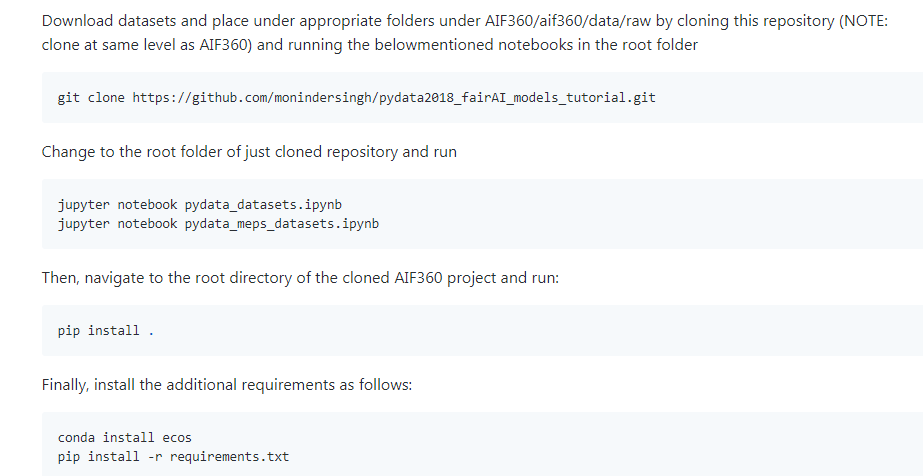 Download datasets and place under appropriate folders under AIF360/aif360/data/raw by cloning this repository (NOTE:
clone at same level as AIF360) and running the belowmentioned notebooks in the root folder
git clone https://github.com/monindersingh/pydata2018_fairAI_models_tutorial.git
Change to the root folder of just cloned repository and run
jupyter notebook pydata_datasets.ipynb
jupyter notebook pydata_meps_datasets.ipynb
Then, navigate to the root directory of the cloned AIF360 project and run:
pip install .
Finally, install the additional requirements as follows:
conda install ecos
pip install -r requirements.txt